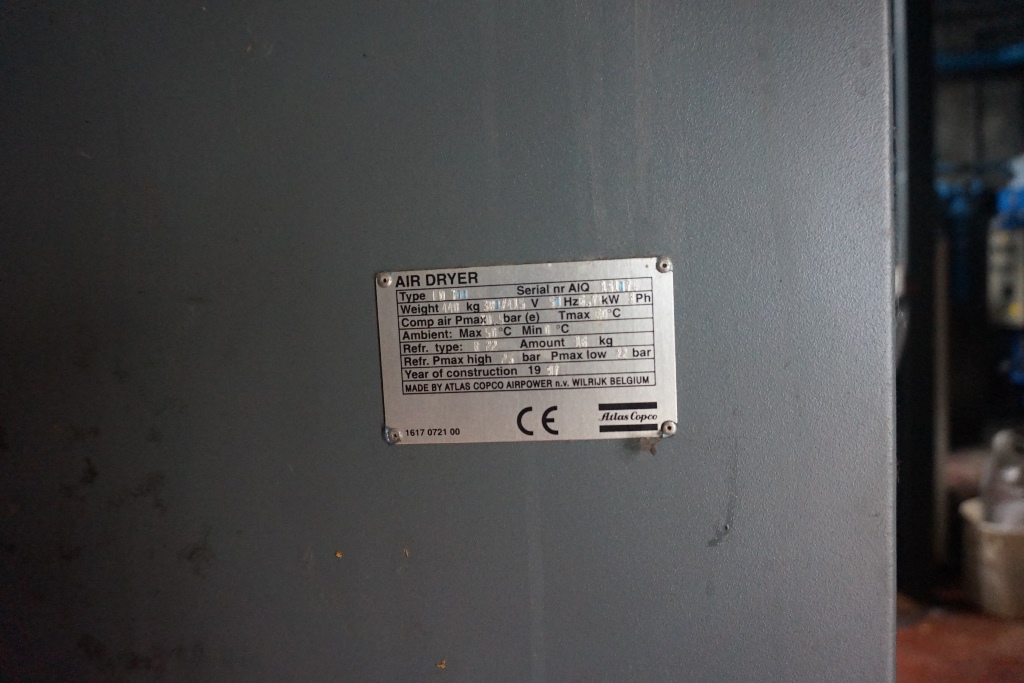 AIR DRYER
Type Serial nr AIQ
Weight kg V Hz kW Ph
Comp air Pmax bar (e) Tmax °C
Ambient: Max °C Min °C
Refr. type: Amount kg
Refr. Pmax high bar Pmax low bar
Year of construction 19
MADE BY ATLAS COPCO AIRPOWER n.v. WILRIJK BELGIUM
CE
Atlas Copco
1617 0721 00